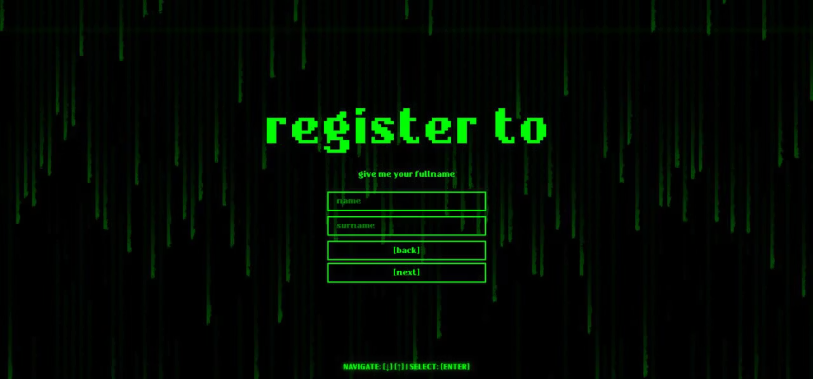 register to
give me your fullname
name
surname
[back]
[next]
NAVIGATE: [↓] [↑] | SELECT: [ENTER]